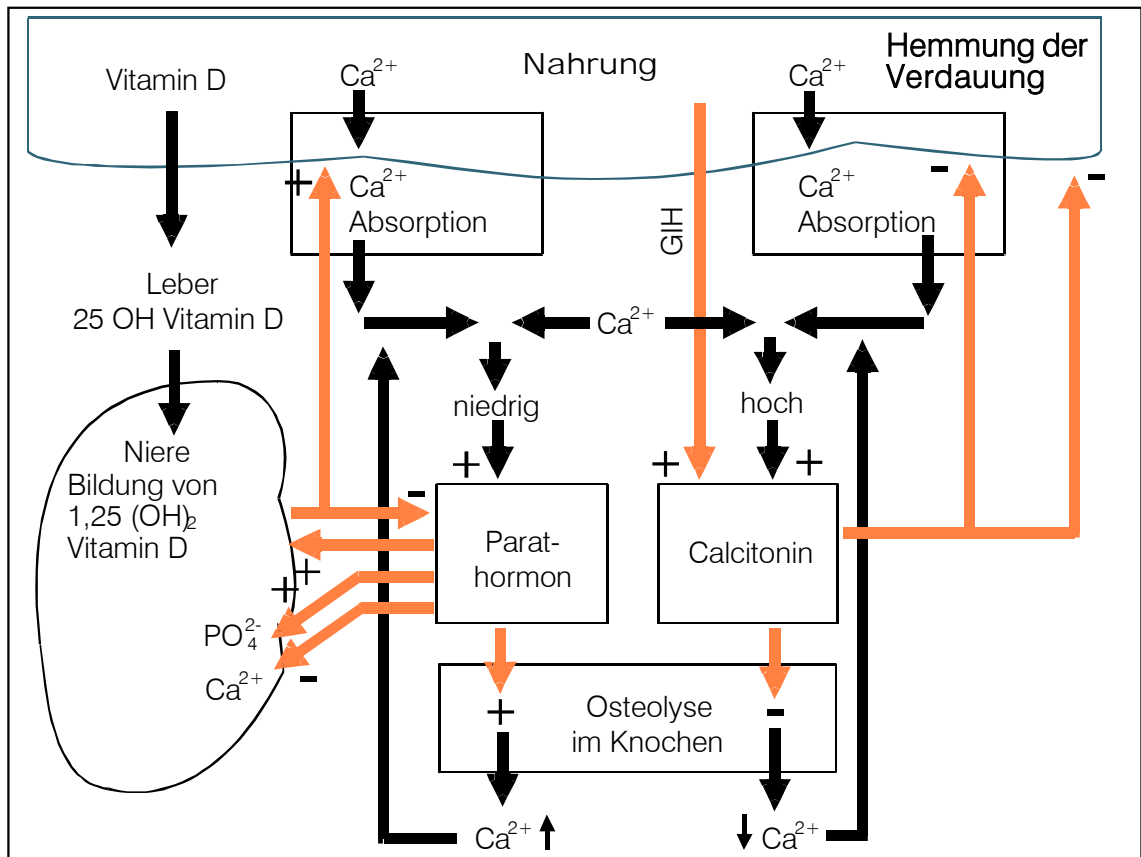 Vitamin D
Ca²⁺
Nahrung
Ca²⁺
Hemmung der
Verdauung
+
Ca²⁺
Absorption
GIH
Ca²⁺
Absorption
-
-
Leber
25 OH Vitamin D
Ca²⁺
niedrig
hoch
+
+
+
Niere
Bildung von
1,25 (OH)₂
Vitamin D
-
Parat-
hormon
Calcitonin
+
+
PO₄²⁻
Ca²⁺
-
+
Osteolyse
im Knochen
-
Ca²⁺ ↑
↓ Ca²⁺